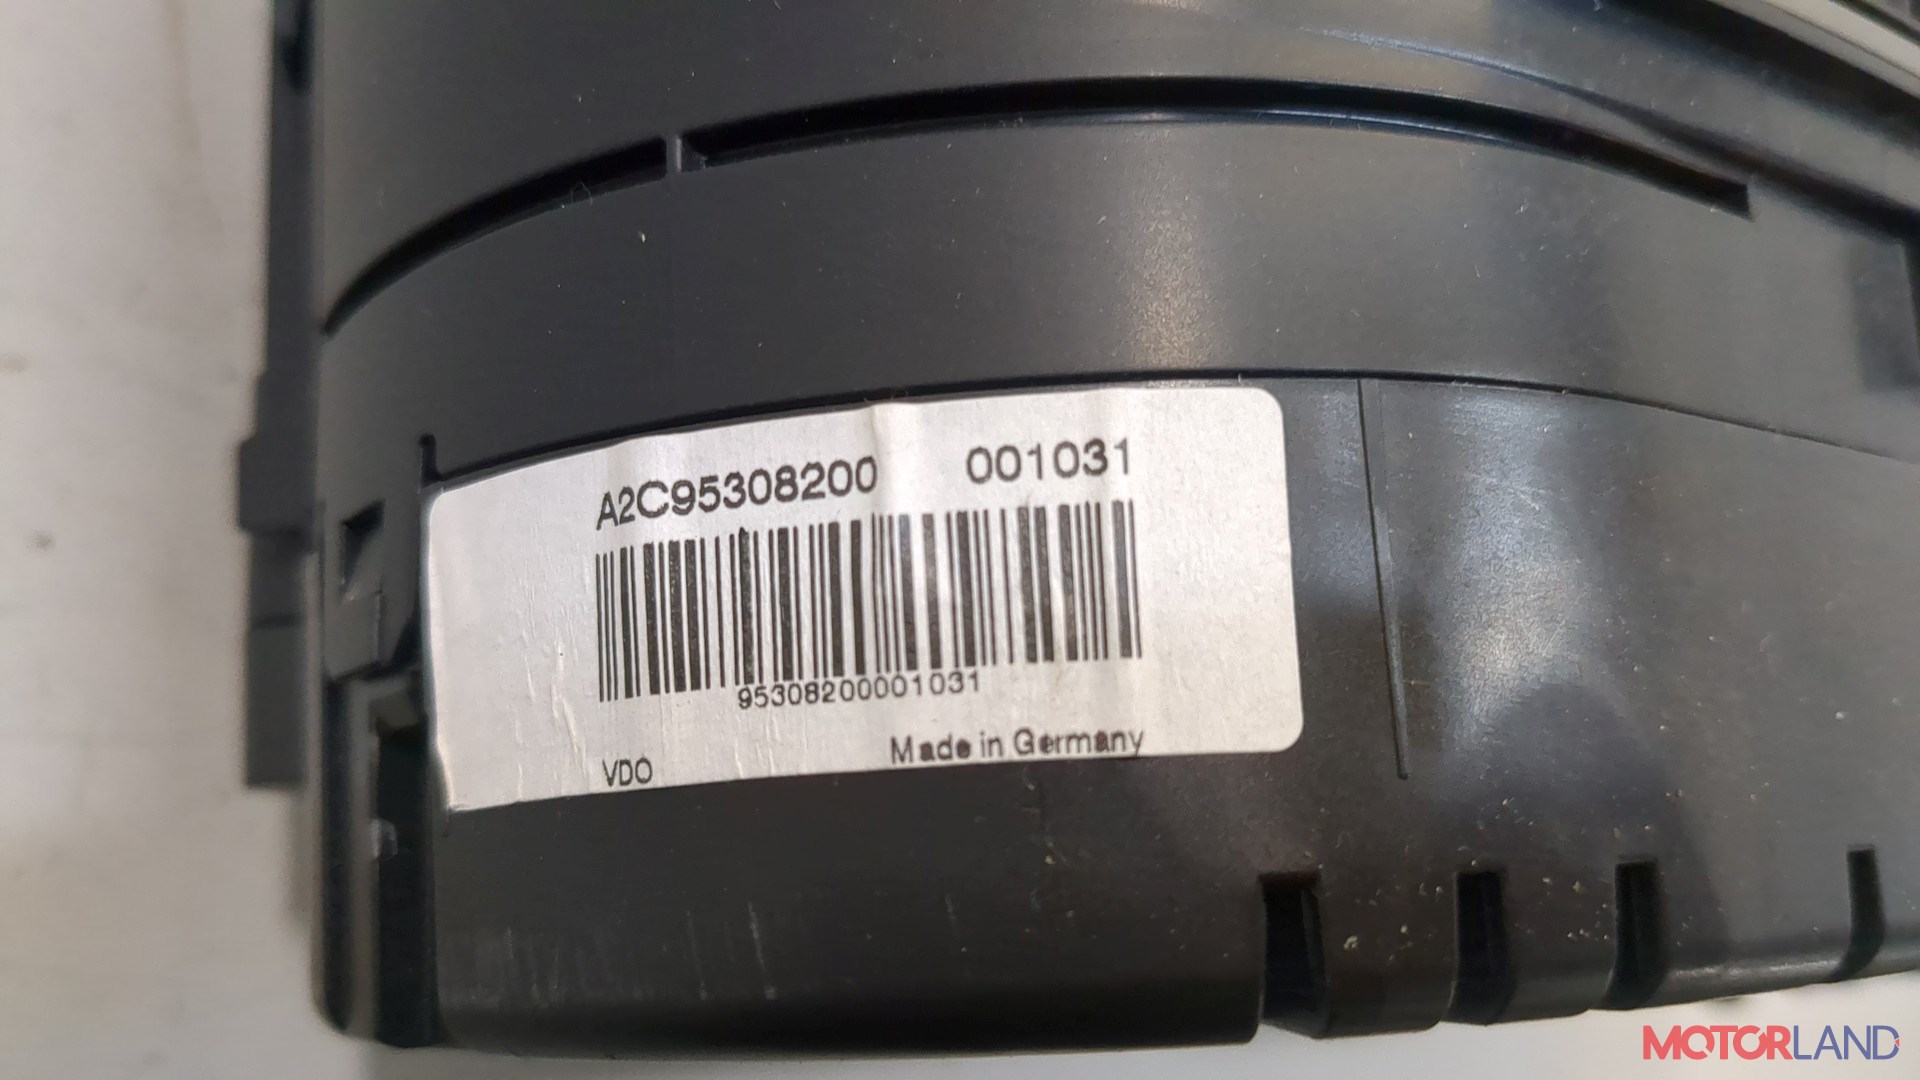 A2C95308200 001031
95308200001031
VDO Made in Germany
MOTORLAND